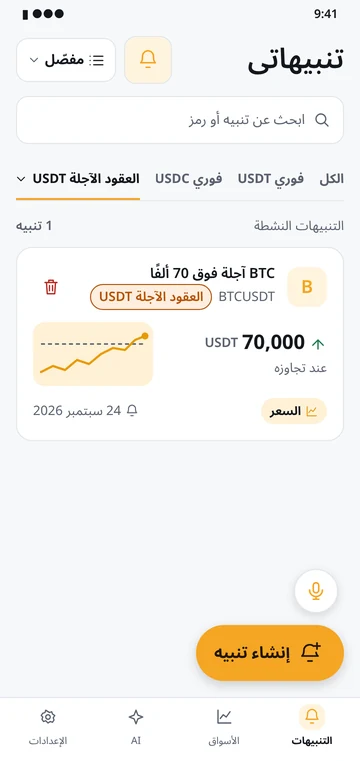 9:41
تنبيهاتى
مفصّل
ابحث عن تنبيه أو رمز
الكل
فوري USDT
فوري USDC
العقود الآجلة USDT
التنبيهات النشطة
1 تنبيه
B
BTC آجلة فوق 70 ألفًا
BTCUSDT
العقود الآجلة USDT
70,000 USDT
عند تجاوزه
السعر
24 سبتمبر 2026
إنشاء تنبيه
التنبيهات
الأسواق
AI
الإعدادات